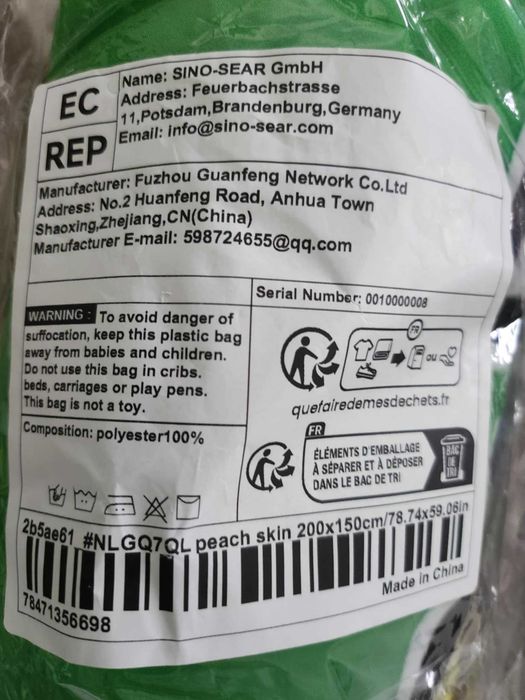 EC
REP
Name: SINO-SEAR GmbH
Address: Feuerbachstrasse
11,Potsdam,Brandenburg,Germany
Email: info@sino-sear.com
Manufacturer: Fuzhou Guanfeng Network Co.Ltd
Address: No.2 Huanfeng Road, Anhua Town
Shaoxing,Zhejiang,CN(China)
Manufacturer E-mail: 598724655@qq.com
WARNING : To avoid danger of
suffocation, keep this plastic bag
away from babies and children.
Do not use this bag in cribs.
beds, carriages or play pens.
This bag is not a toy.
Composition: polyester100%
Serial Number: 0010000008
FR
ou
quefairedemesdechets.fr
FR
ÉLÉMENTS D'EMBALLAGE
À SÉPARER ET À DÉPOSER
DANS LE BAC DE TRI
BAC
DE
TRI
2b5ae61 #NLGQ7QL peach skin 200x150cm/78.74x59.06in
78471356698
Made in China